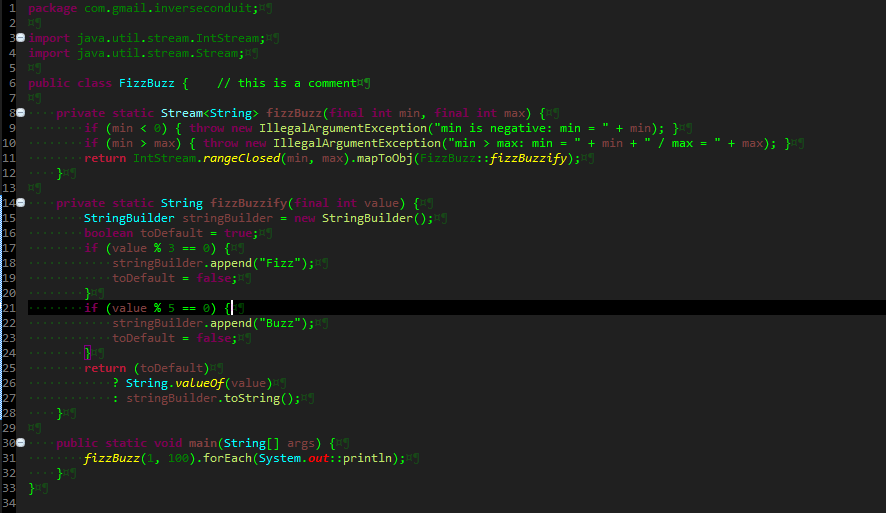 1 package com.gmail.inverseconduit;¤¶
2 ¤¶
3 import java.util.stream.IntStream;¤¶
4 import java.util.stream.Stream;¤¶
5 ¤¶
6 public class FizzBuzz {    // this is a comment¤¶
7 ¤¶
8 ····private static Stream<String> fizzBuzz(final int min, final int max) {¤¶
9 ········if (min < 0) { throw new IllegalArgumentException("min is negative: min = " + min); }¤¶
10 ········if (min > max) { throw new IllegalArgumentException("min > max: min = " + min + " / max = " + max); }¤¶
11 ········return IntStream.rangeClosed(min, max).mapToObj(FizzBuzz::fizzBuzzify);¤¶
12 ····}¤¶
13 ¤¶
14 ····private static String fizzBuzzify(final int value) {¤¶
15 ········StringBuilder stringBuilder = new StringBuilder();¤¶
16 ········boolean toDefault = true;¤¶
17 ········if (value % 3 == 0) {¤¶
18 ············stringBuilder.append("Fizz");¤¶
19 ············toDefault = false;¤¶
20 ········}¤¶
21 ········if (value % 5 == 0) {¤¶
22 ············stringBuilder.append("Buzz");¤¶
23 ············toDefault = false;¤¶
24 ········}¤¶
25 ········return (toDefault)¤¶
26 ············? String.valueOf(value)¤¶
27 ············: stringBuilder.toString();¤¶
28 ····}¤¶
29 ¤¶
30 ····public static void main(String[] args) {¤¶
31 ········fizzBuzz(1, 100).forEach(System.out::println);¤¶
32 ····}¤¶
33 }¤¶
34